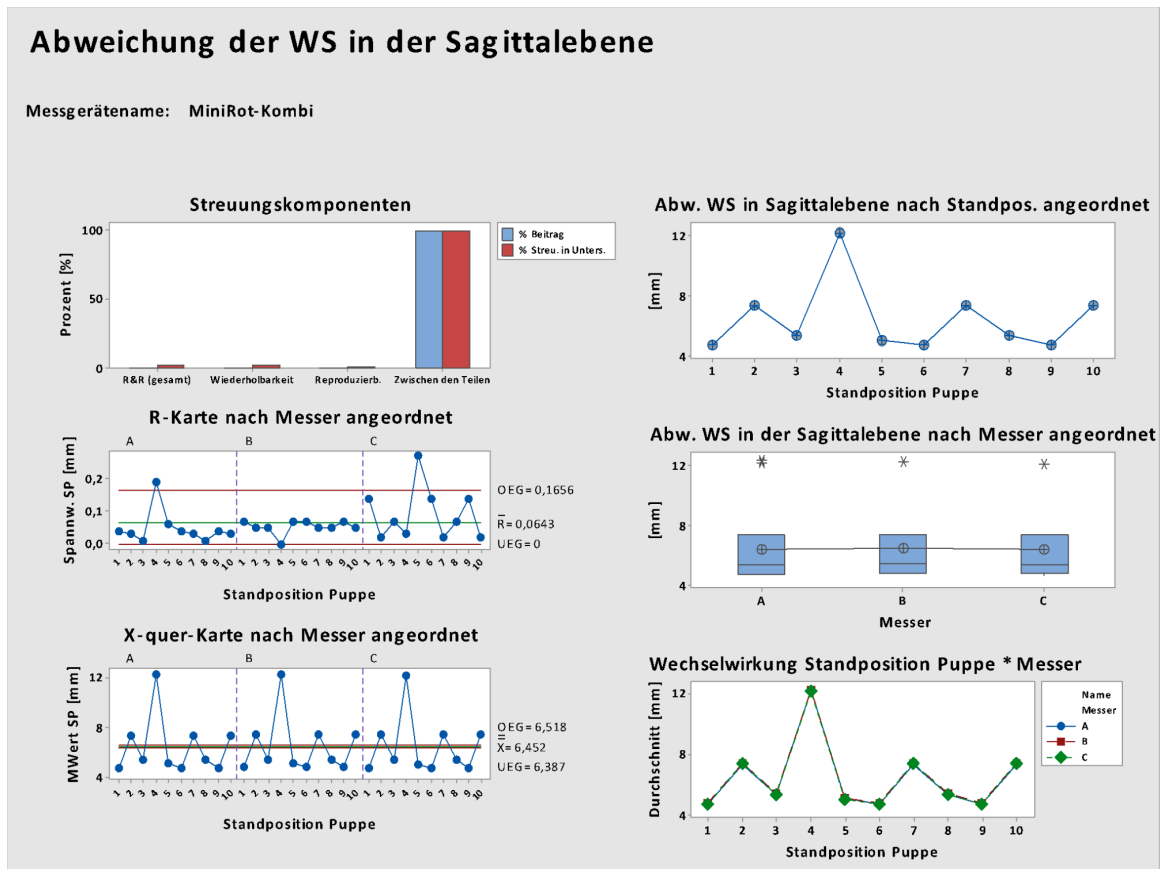 Abweichung der WS in der Sagittalebene
Messgerätename: MiniRot-Kombi
Streuungskomponenten
Prozent [%]
100
50
0
R&R (gesamt) Wiederholbarkeit Reproduzierb. Zwischen den Teilen
% Beitrag
% Streu. in Unters.
R-Karte nach Messer angeordnet
A B C
Spannw. SP [mm]
0,2
0,1
0,0
OEG = 0,1656
R = 0,0643
UEG = 0
1 2 3 4 5 6 7 8 9 10 1 2 3 4 5 6 7 8 9 10 1 2 3 4 5 6 7 8 9 10
Standposition Puppe
X-quer-Karte nach Messer angeordnet
A B C
MWert SP [mm]
12
8
4
OEG = 6,518
X = 6,452
UEG = 6,387
1 2 3 4 5 6 7 8 9 10 1 2 3 4 5 6 7 8 9 10 1 2 3 4 5 6 7 8 9 10
Standposition Puppe
Abw. WS in Sagittalebene nach Standpos. angeordnet
[mm]
12
8
4
1 2 3 4 5 6 7 8 9 10
Standposition Puppe
Abw. WS in der Sagittalebene nach Messer angeordnet
[mm]
12
8
4
A B C
Messer
Wechselwirkung Standposition Puppe * Messer
Durchschnitt [mm]
12
8
4
1 2 3 4 5 6 7 8 9 10
Standposition Puppe
Name
Messer
A
B
C